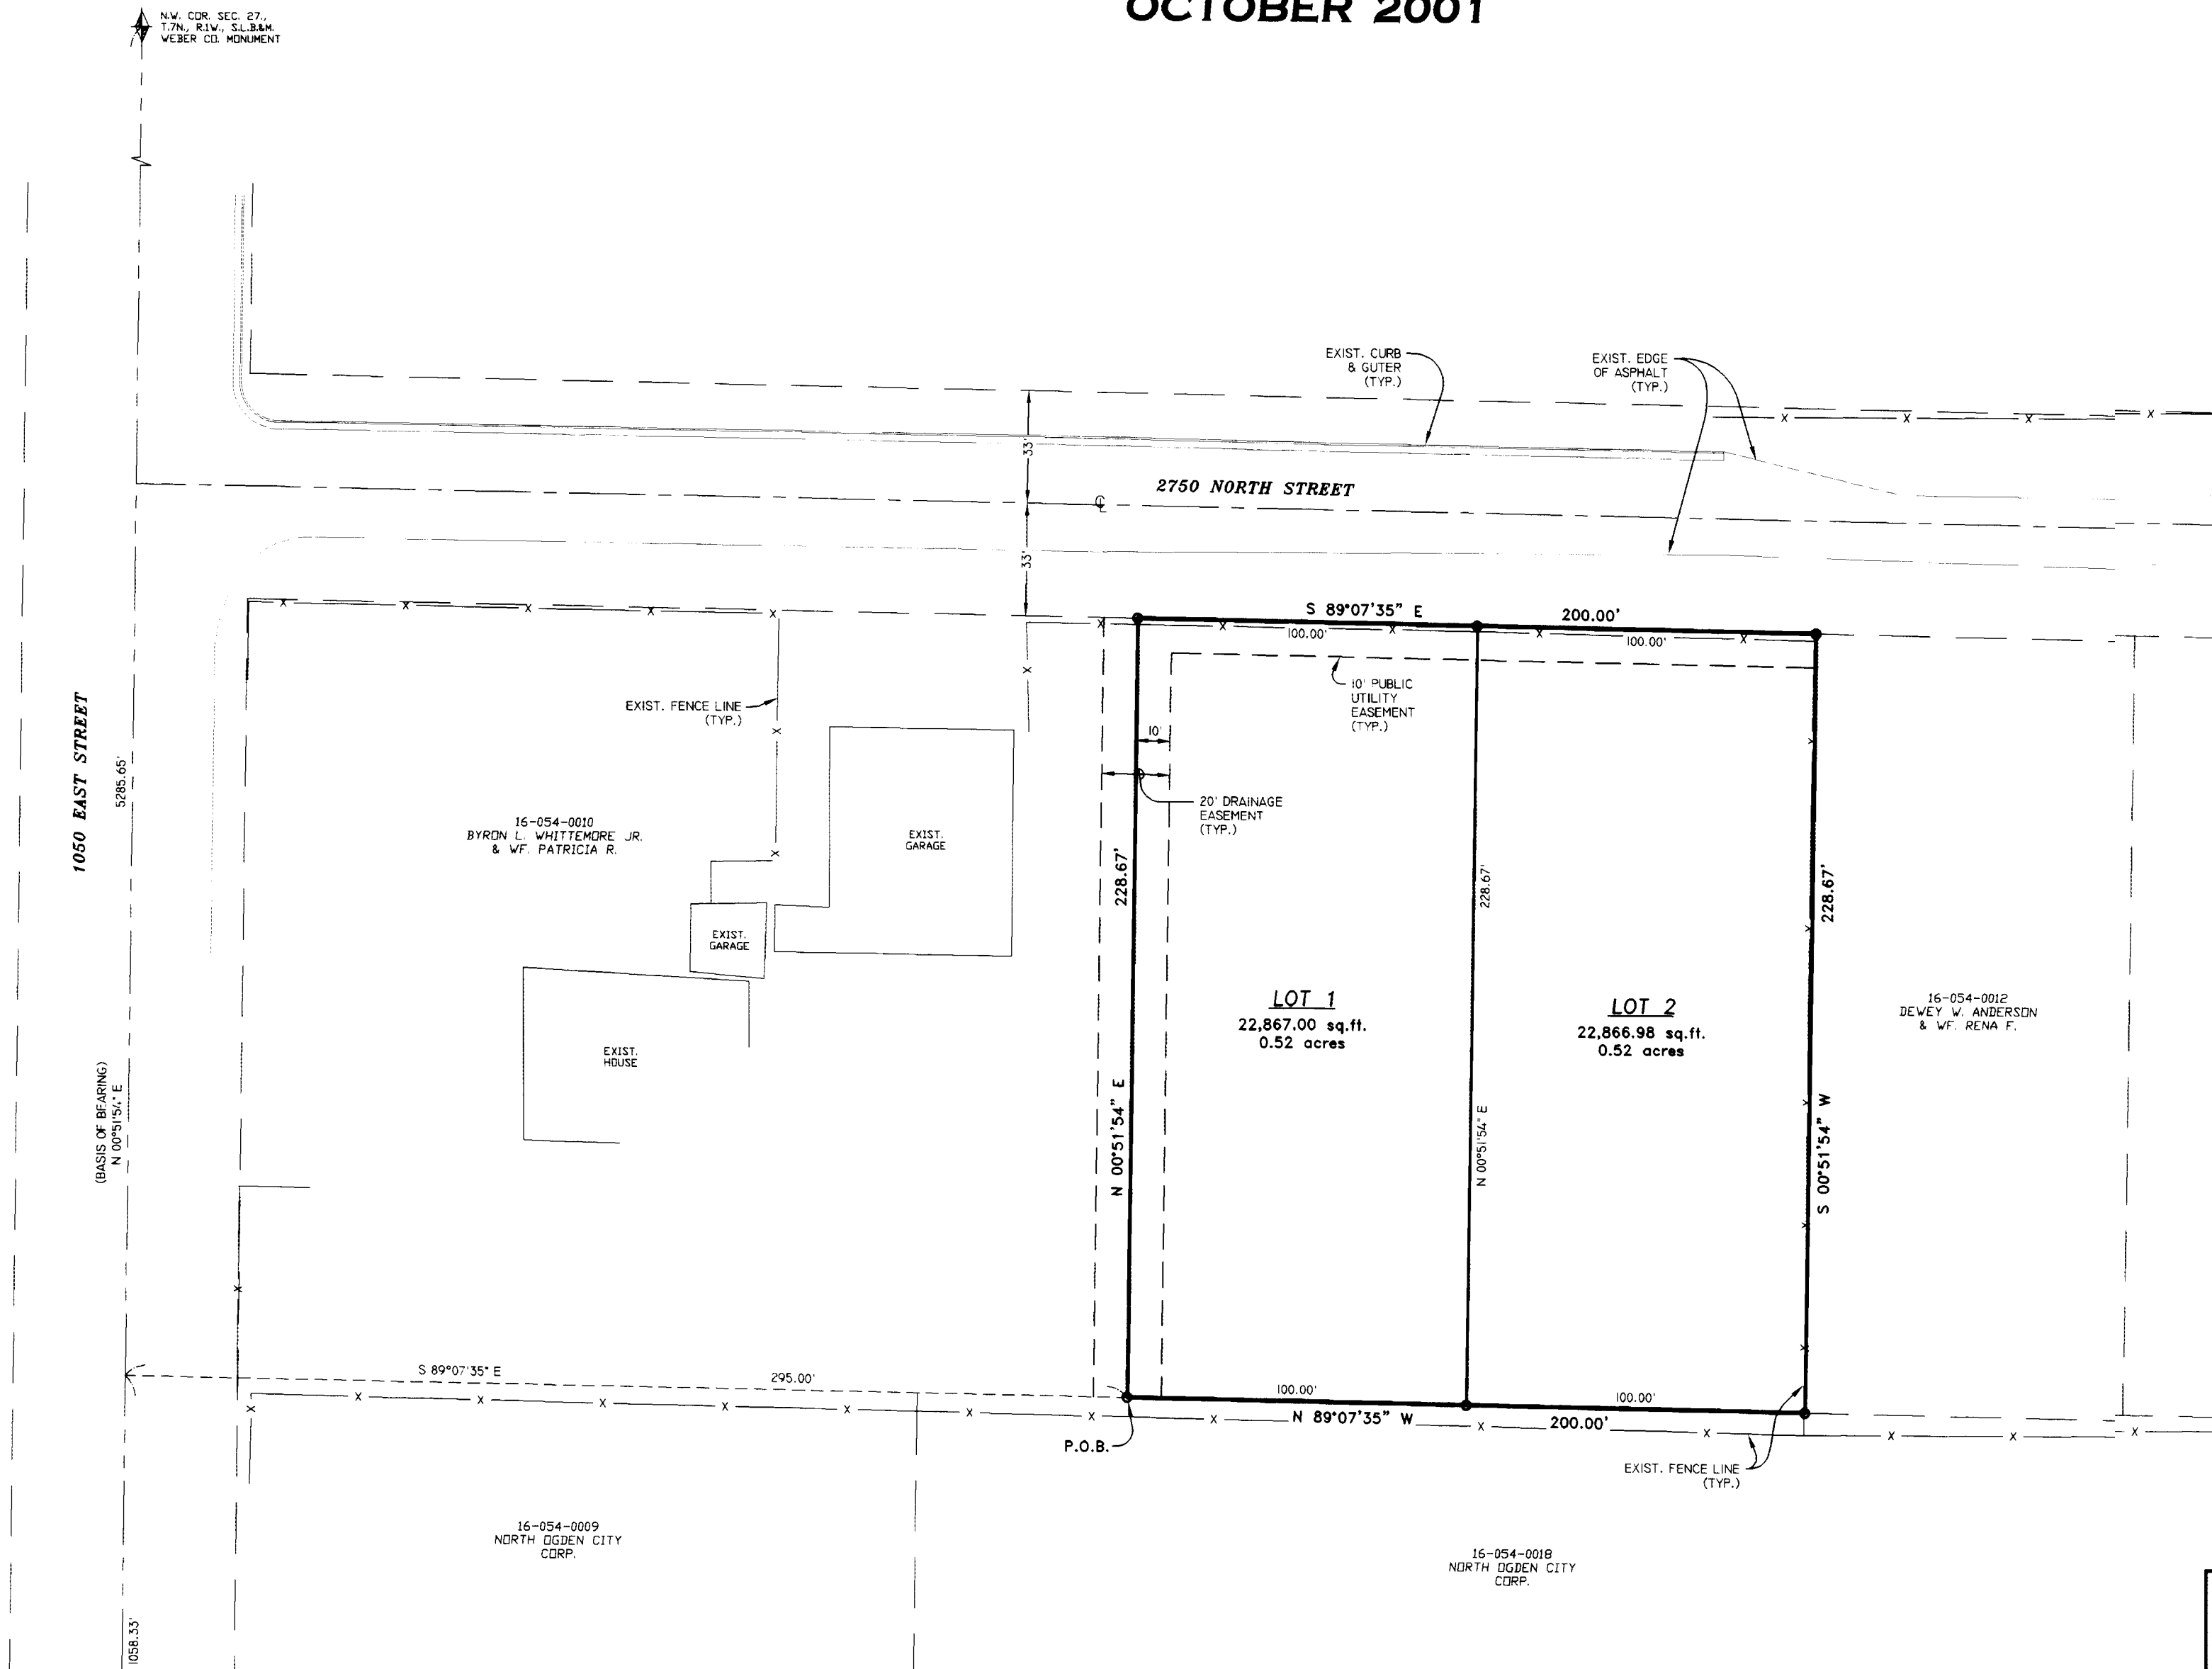 OCTOBER 2001
N.W. COR. SEC. 27.,
T.7N., R.1W., S.L.B.&M.
WEBER CO. MONUMENT
EXIST. CURB
& GUTER
(TYP.)
EXIST. EDGE
OF ASPHALT
(TYP.)
33'
2750 NORTH STREET
33'
S 89°07'35" E
200.00'
100.00'
100.00'
10' PUBLIC
UTILITY
EASEMENT
(TYP.)
EXIST. FENCE LINE
(TYP.)
10'
20' DRAINAGE
EASEMENT
(TYP.)
1050 EAST STREET
5285.65'
16-054-0010
BYRON L. WHITTEMORE JR.
& WF. PATRICIA R.
EXIST.
GARAGE
EXIST.
GARAGE
EXIST.
HOUSE
228.67'
228.67'
228.67'
LOT 1
22,867.00 sq.ft.
0.52 acres
LOT 2
22,866.98 sq.ft.
0.52 acres
16-054-0012
DEWEY W. ANDERSON
& WF. RENA F.
(BASIS OF BEARING)
N 00°51'54" E
N 00°51'54" E
N 00°51'54" E
S 00°51'54" W
S 89°07'35" E
295.00'
100.00'
100.00'
N 89°07'35" W
200.00'
P.O.B.
EXIST. FENCE LINE
(TYP.)
16-054-0009
NORTH OGDEN CITY
CORP.
16-054-0018
NORTH OGDEN CITY
CORP.
1058.33'